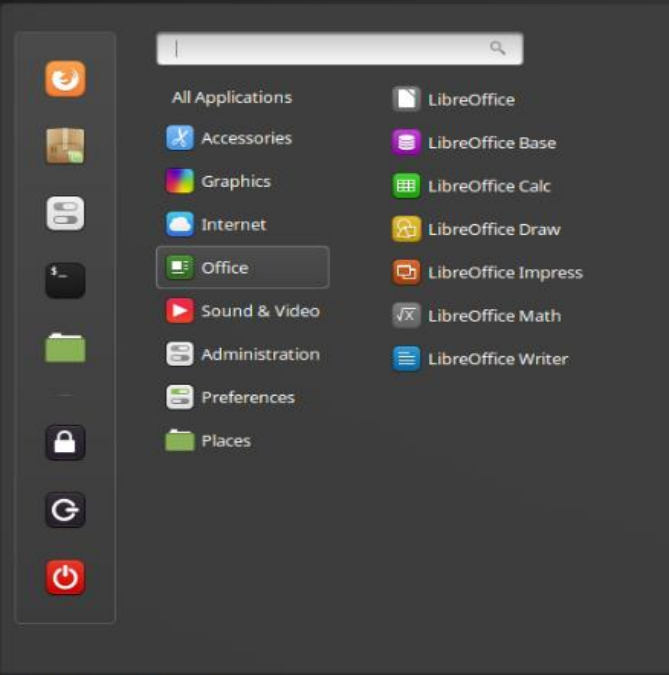 All Applications
Accessories
Graphics
Internet
Office
Sound & Video
Administration
Preferences
Places
LibreOffice
LibreOffice Base
LibreOffice Calc
LibreOffice Draw
LibreOffice Impress
LibreOffice Math
LibreOffice Writer
$_
√x